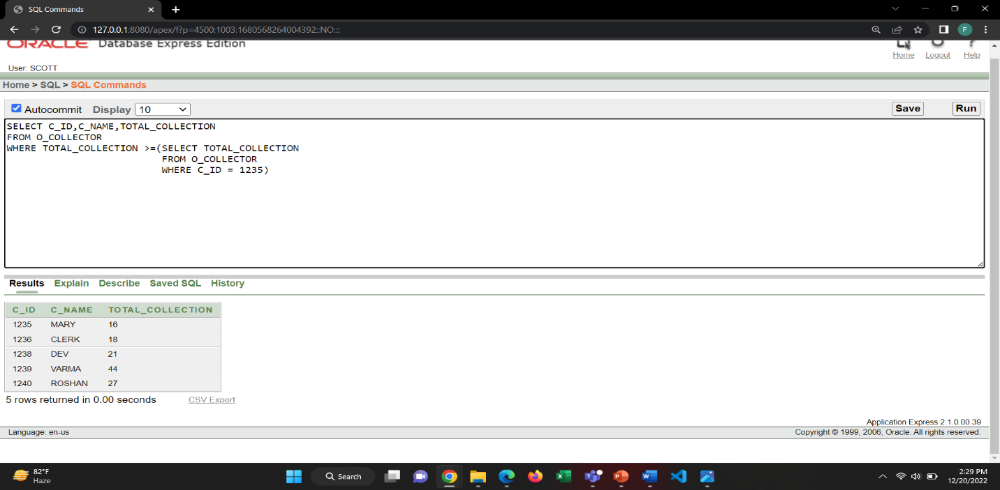 SQL Commands
127.0.0.1:8080/apex/f?p=4500:1003:1680568264004392::NO:::
F
ORACLE Database Express Edition
Home Logout Help
User: SCOTT
Home > SQL > SQL Commands
Autocommit Display 10 Save Run
SELECT C_ID,C_NAME,TOTAL_COLLECTION
FROM O_COLLECTOR
WHERE TOTAL_COLLECTION >=(SELECT TOTAL_COLLECTION
FROM O_COLLECTOR
WHERE C_ID = 1235)
Results Explain Describe Saved SQL History
C_ID C_NAME TOTAL_COLLECTION
1235 MARY 16
1236 CLERK 18
1238 DEV 21
1239 VARMA 44
1240 ROSHAN 27
5 rows returned in 0.00 seconds CSV Export
Application Express 2.1.0.00.39
Language: en-us Copyright © 1999, 2006, Oracle. All rights reserved.
82°F
Haze
Search
2:29 PM
12/20/2022